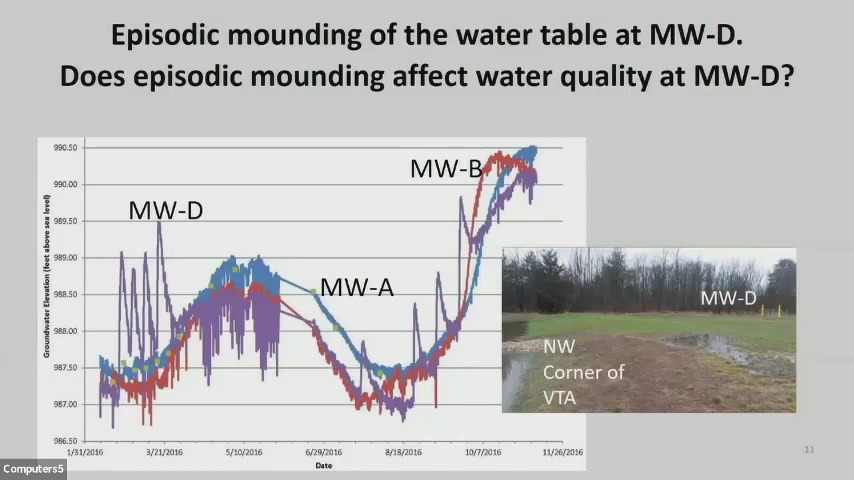 Episodic mounding of the water table at MW-D.
Does episodic mounding affect water quality at MW-D?
990.50
990.00
989.50
989.00
988.50
988.00
987.50
987.00
986.50
Groundwater Elevation (feet above sea level)
MW-D
MW-B
MW-A
1/31/2016 3/21/2016 5/10/2016 6/29/2016 8/18/2016 10/7/2016 11/26/2016
Date
MW-D
NW
Corner of
VTA
11
Computers5